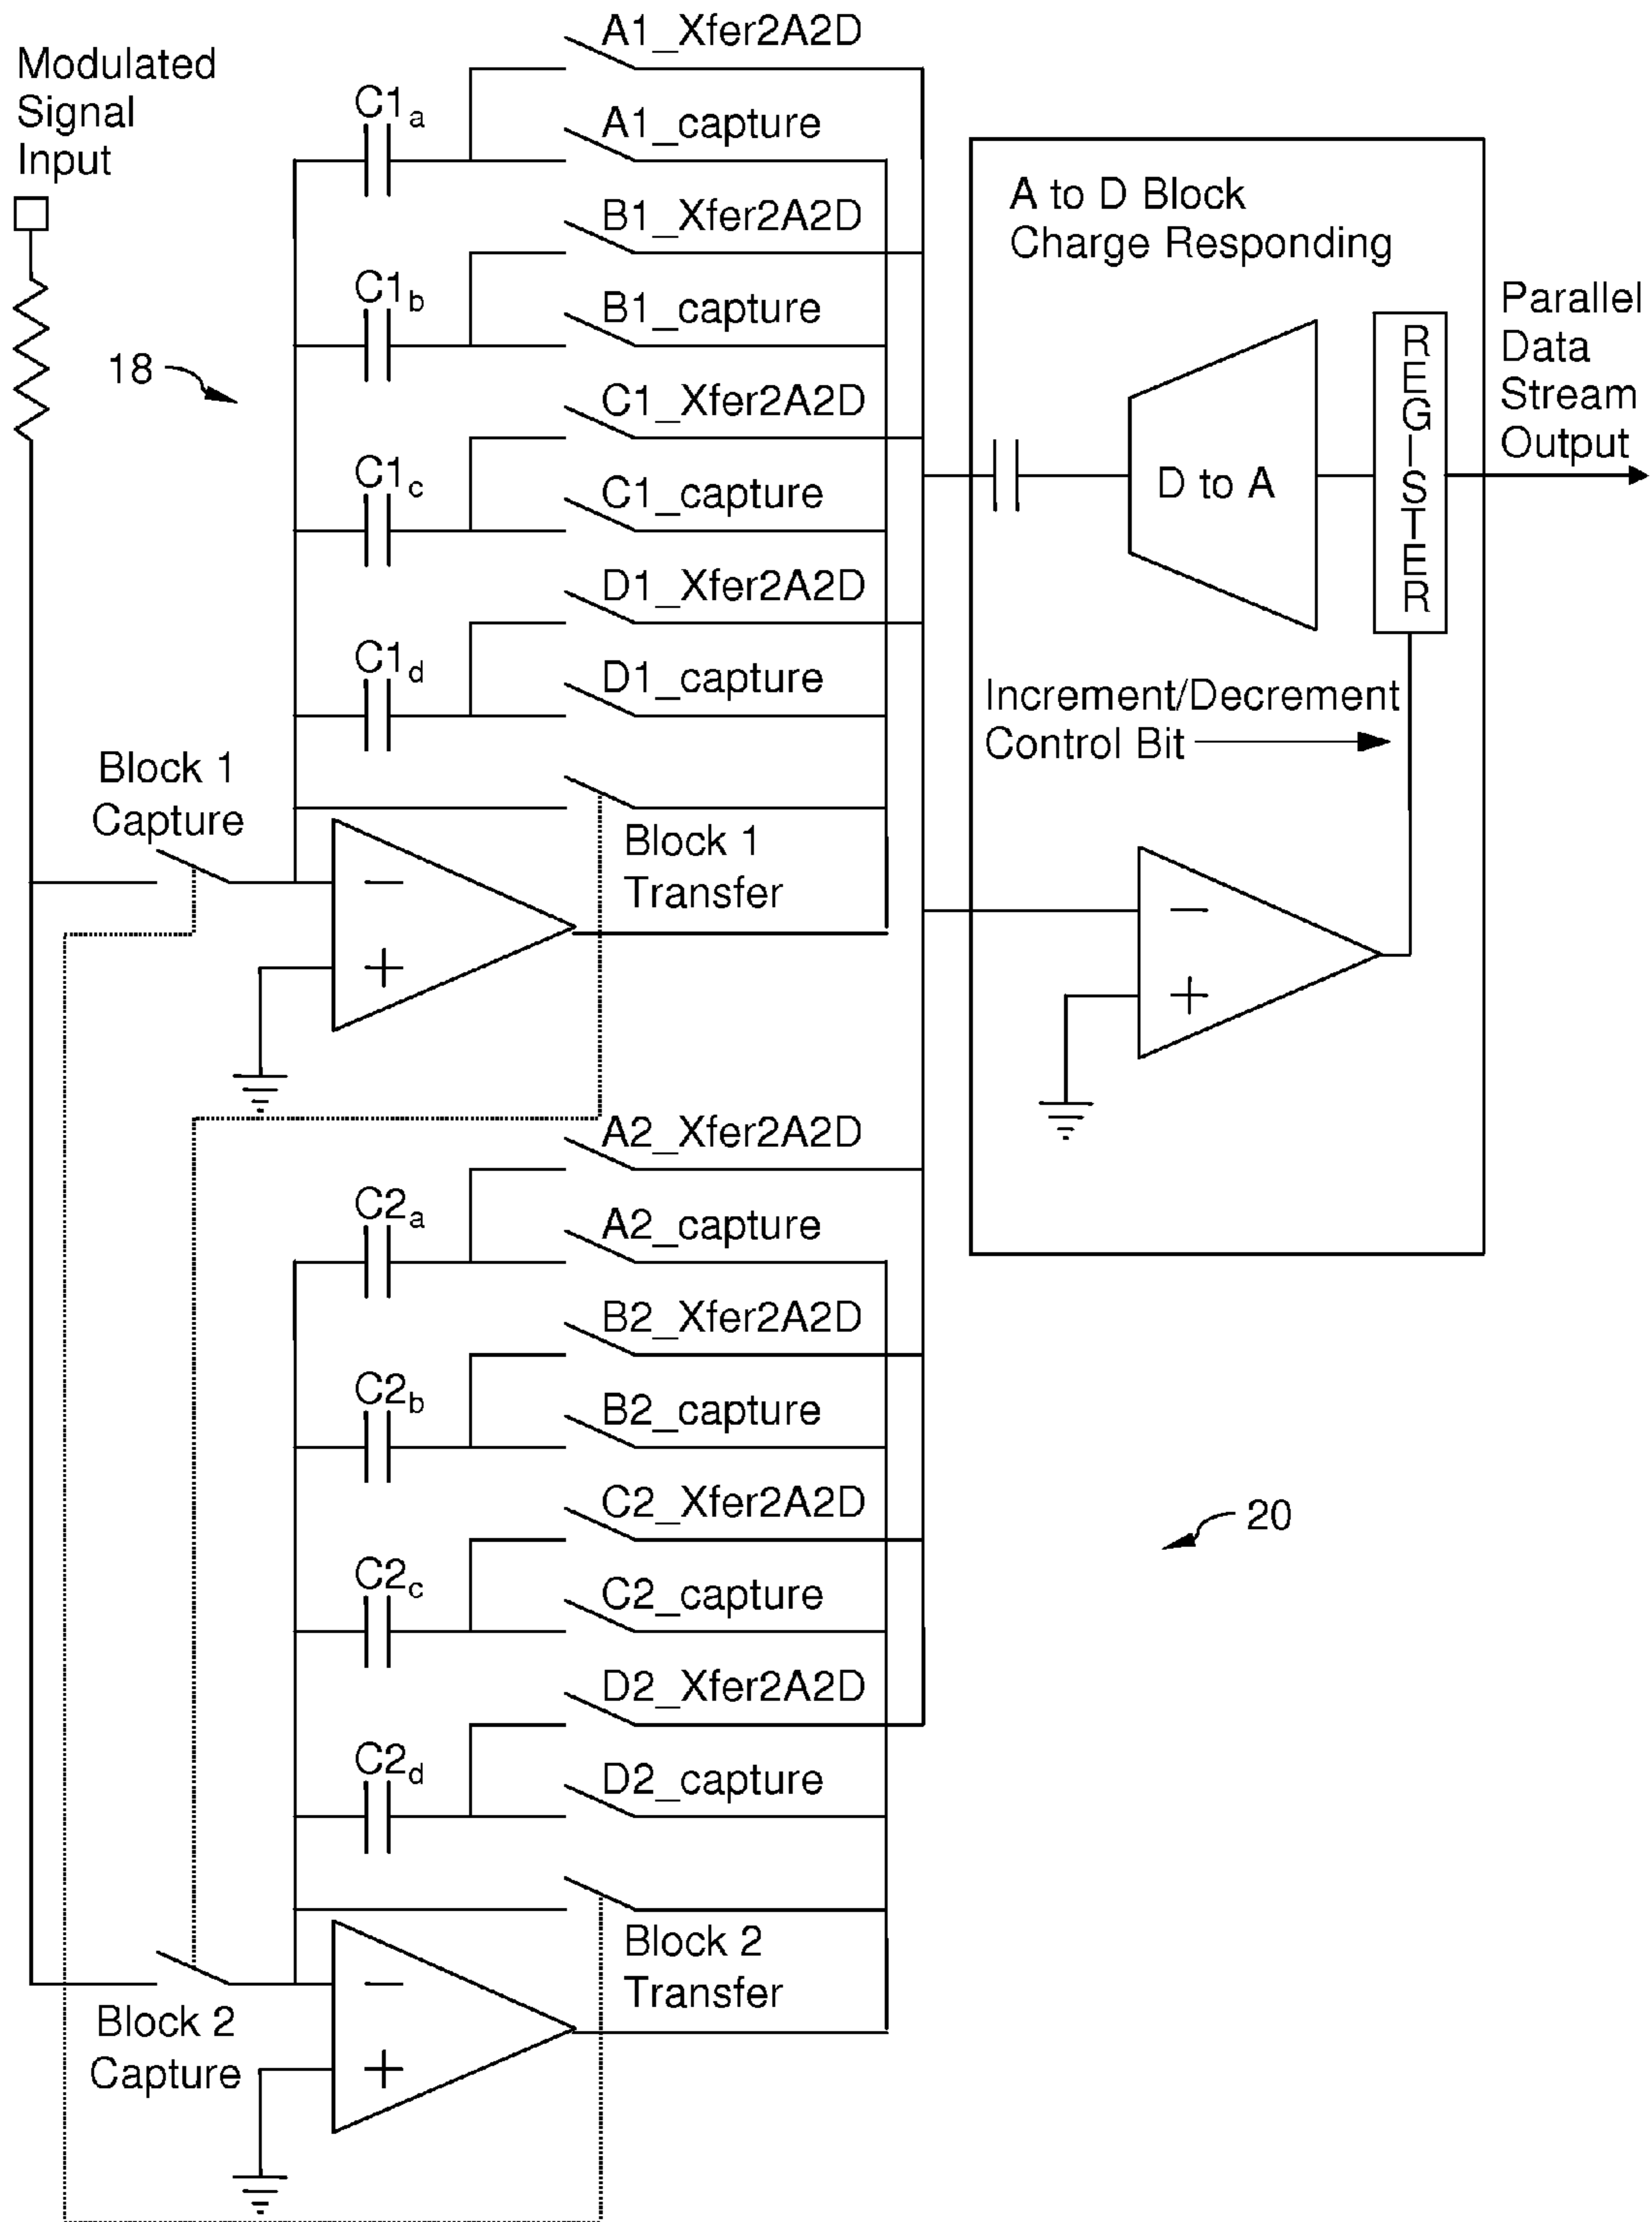 Modulated
Signal
Input
A1_Xfer2A2D
C1a
A1_capture
B1_Xfer2A2D
C1b
B1_capture
18
C1_Xfer2A2D
C1c
C1_capture
D1_Xfer2A2D
C1d
D1_capture
Block 1
Capture
Block 1
Transfer
−
+
A to D Block
Charge Responding
D to A
REGISTER
Parallel
Data
Stream
Output
Increment/Decrement
Control Bit
−
+
A2_Xfer2A2D
C2a
A2_capture
B2_Xfer2A2D
C2b
B2_capture
C2_Xfer2A2D
C2c
C2_capture
D2_Xfer2A2D
C2d
D2_capture
20
Block 2
Transfer
Block 2
Capture
−
+